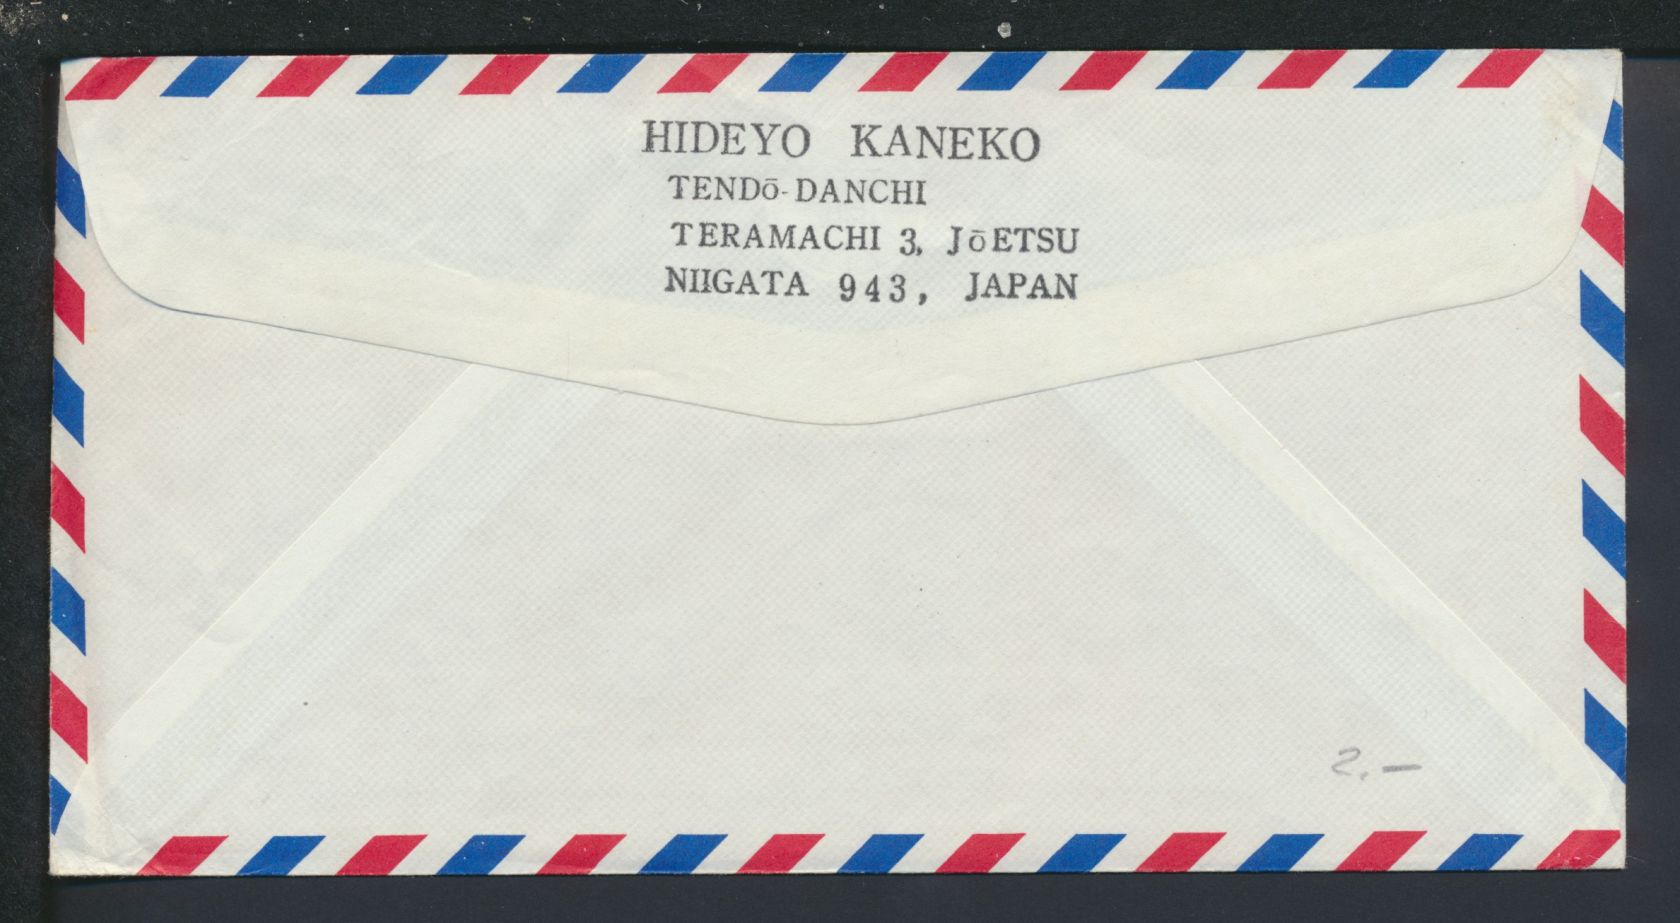 HIDEYO KANEKO
TENDō-DANCHI
TERAMACHI 3, JōETSU
NIIGATA 943, JAPAN
2.—